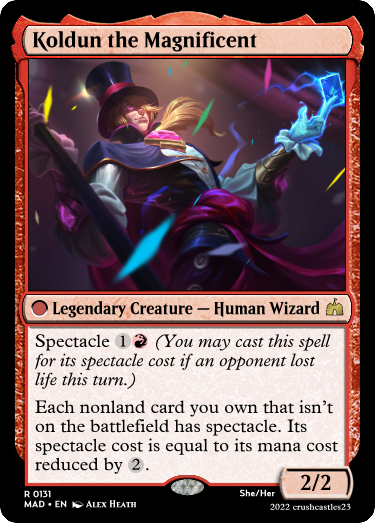 Koldun the Magnificent
Legendary Creature — Human Wizard
Spectacle 1R (You may cast this spell
for its spectacle cost if an opponent lost
life this turn.)
Each nonland card you own that isn't
on the battlefield has spectacle. Its
spectacle cost is equal to its mana cost
reduced by 2.
2/2
R 0131
MAD • EN Alex Heath
She/Her
2022 crushcastles23